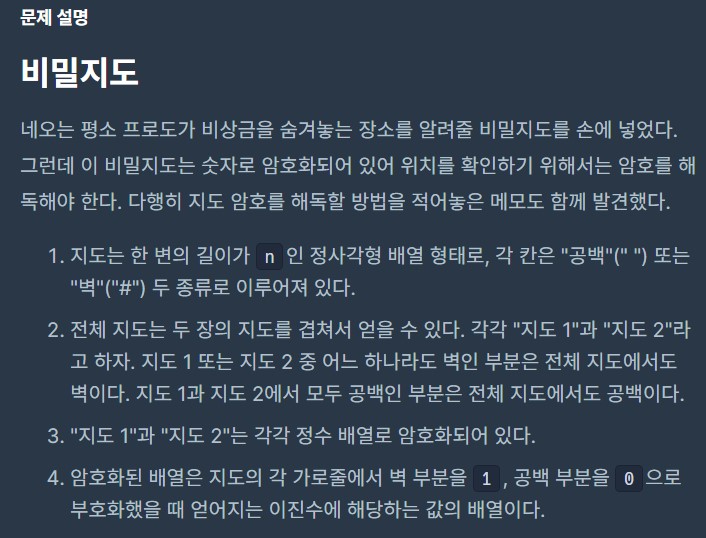 문제 설명
비밀지도
네오는 평소 프로도가 비상금을 숨겨놓는 장소를 알려줄 비밀지도를 손에 넣었다.
그런데 이 비밀지도는 숫자로 암호화되어 있어 위치를 확인하기 위해서는 암호를 해
독해야 한다. 다행히 지도 암호를 해독할 방법을 적어놓은 메모도 함께 발견했다.
1. 지도는 한 변의 길이가 n 인 정사각형 배열 형태로, 각 칸은 "공백"(" ") 또는
"벽"("#") 두 종류로 이루어져 있다.
2. 전체 지도는 두 장의 지도를 겹쳐서 얻을 수 있다. 각각 "지도 1"과 "지도 2"라
고 하자. 지도 1 또는 지도 2 중 어느 하나라도 벽인 부분은 전체 지도에서도
벽이다. 지도 1과 지도 2에서 모두 공백인 부분은 전체 지도에서도 공백이다.
3. "지도 1"과 "지도 2"는 각각 정수 배열로 암호화되어 있다.
4. 암호화된 배열은 지도의 각 가로줄에서 벽 부분을 1 , 공백 부분을 0 으로
부호화했을 때 얻어지는 이진수에 해당하는 값의 배열이다.